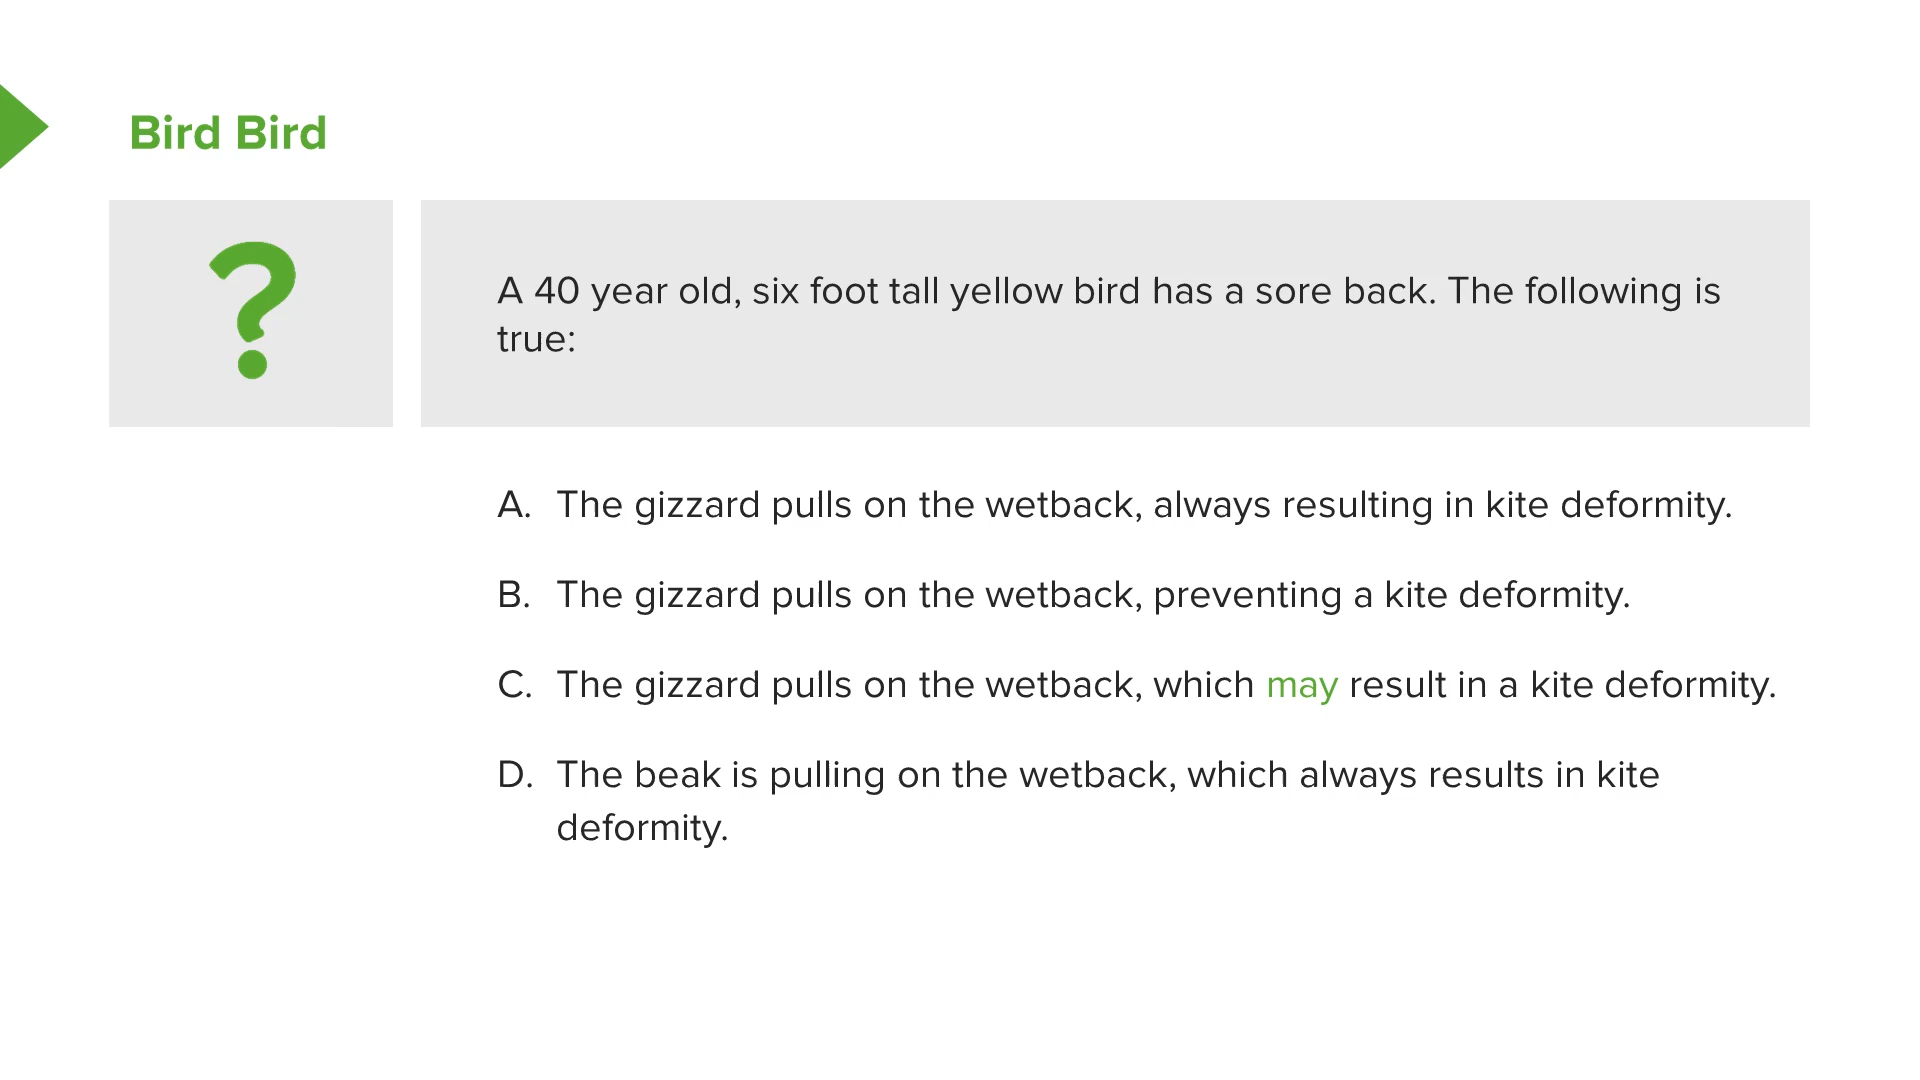 Bird Bird
?
A 40 year old, six foot tall yellow bird has a sore back. The following is
true:
A. The gizzard pulls on the wetback, always resulting in kite deformity.
B. The gizzard pulls on the wetback, preventing a kite deformity.
C. The gizzard pulls on the wetback, which may result in a kite deformity.
D. The beak is pulling on the wetback, which always results in kite
deformity.